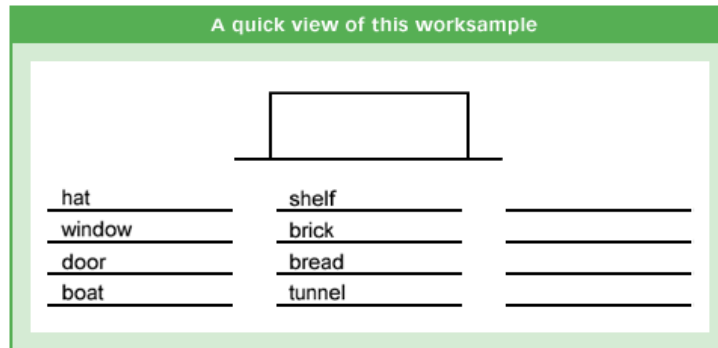 A quick view of this worksample
hat
window
door
boat
shelf
brick
bread
tunnel